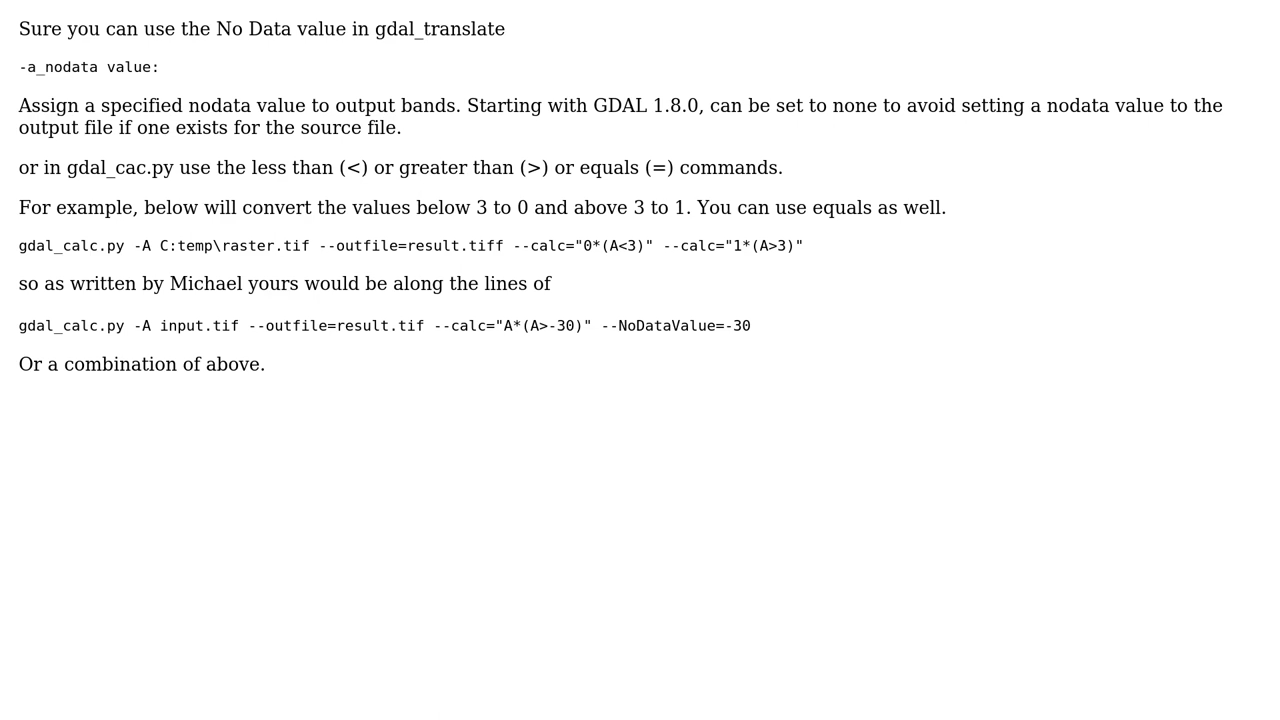 Sure you can use the No Data value in gdal_translate
-a_nodata value:
Assign a specified nodata value to output bands. Starting with GDAL 1.8.0, can be set to none to avoid setting a nodata value to the
output file if one exists for the source file.
or in gdal_cac.py use the less than (<) or greater than (>) or equals (=) commands.
For example, below will convert the values below 3 to 0 and above 3 to 1. You can use equals as well.
gdal_calc.py -A C:temp\raster.tif --outfile=result.tiff --calc="0*(A<3)" --calc="1*(A>3)"
so as written by Michael yours would be along the lines of
gdal_calc.py -A input.tif --outfile=result.tif --calc="A*(A>-30)" --NoDataValue=-30
Or a combination of above.